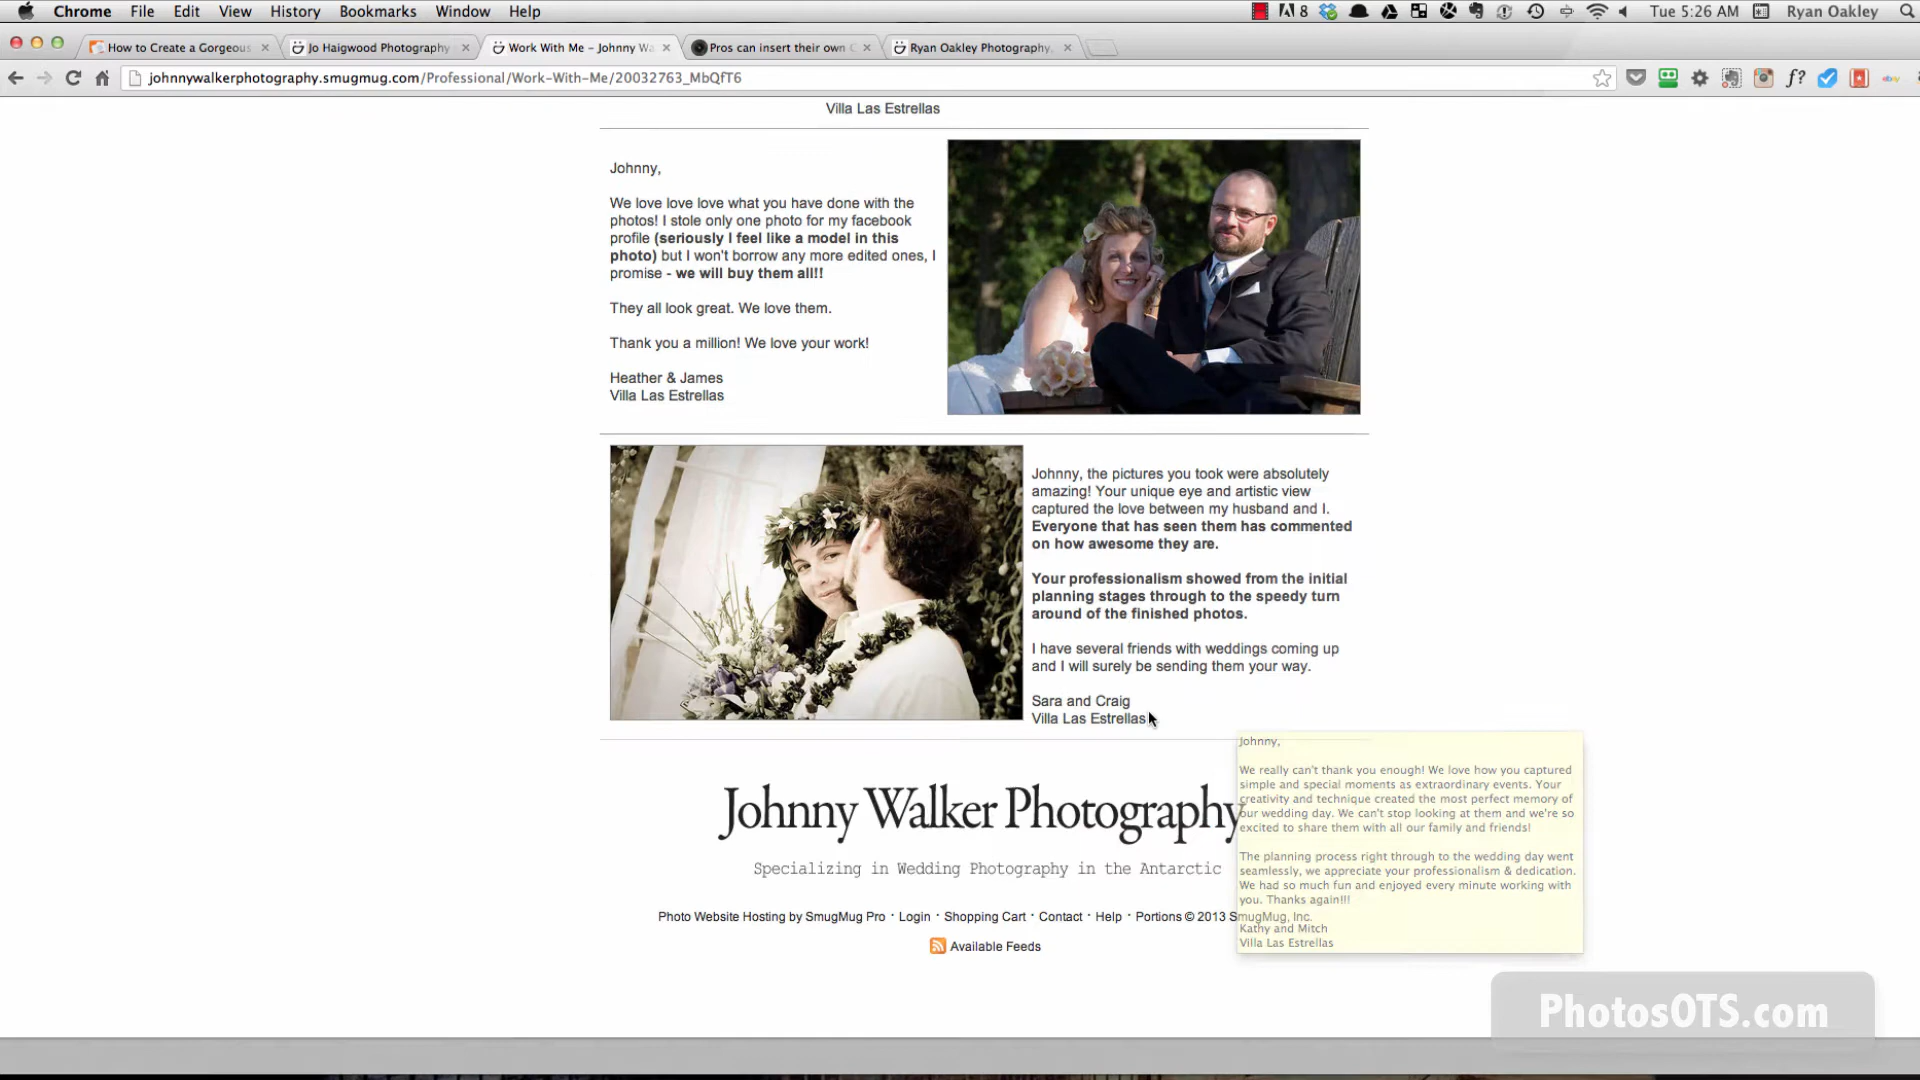 Chrome File Edit View History Bookmarks Window Help
8 Tue 5:26 AM Ryan Oakley
How to Create a Gorgeous
Jo Haigwood Photography
Work With Me – Johnny Wa
Pros can insert their own
Ryan Oakley Photography,
johnnywalkerphotography.smugmug.com/Professional/Work-With-Me/20032763_MbQfT6
f?
ebay
Villa Las Estrellas
Johnny,
We love love love what you have done with the
photos! I stole only one photo for my facebook
profile (seriously I feel like a model in this
photo) but I won't borrow any more edited ones, I
promise - we will buy them all!!
They all look great. We love them.
Thank you a million! We love your work!
Heather & James
Villa Las Estrellas
Johnny, the pictures you took were absolutely
amazing! Your unique eye and artistic view
captured the love between my husband and I.
Everyone that has seen them has commented
on how awesome they are.
Your professionalism showed from the initial
planning stages through to the speedy turn
around of the finished photos.
I have several friends with weddings coming up
and I will surely be sending them your way.
Sara and Craig
Villa Las Estrellas
Johnny,
We really can't thank you enough! We love how you captured
simple and special moments as extraordinary events. Your
creativity and technique created the most perfect memory of
our wedding day. We can't stop looking at them and we're so
excited to share them with all our family and friends!
The planning process right through to the wedding day went
seamlessly, we appreciate your professionalism & dedication.
We had so much fun and enjoyed every minute working with
you. Thanks again!!!
Kathy and Mitch
Villa Las Estrellas
Johnny Walker Photography
Specializing in Wedding Photography in the Antarctic
Photo Website Hosting by SmugMug Pro · Login · Shopping Cart · Contact · Help · Portions © 2013 SmugMug, Inc.
Available Feeds
PhotosOTS.com